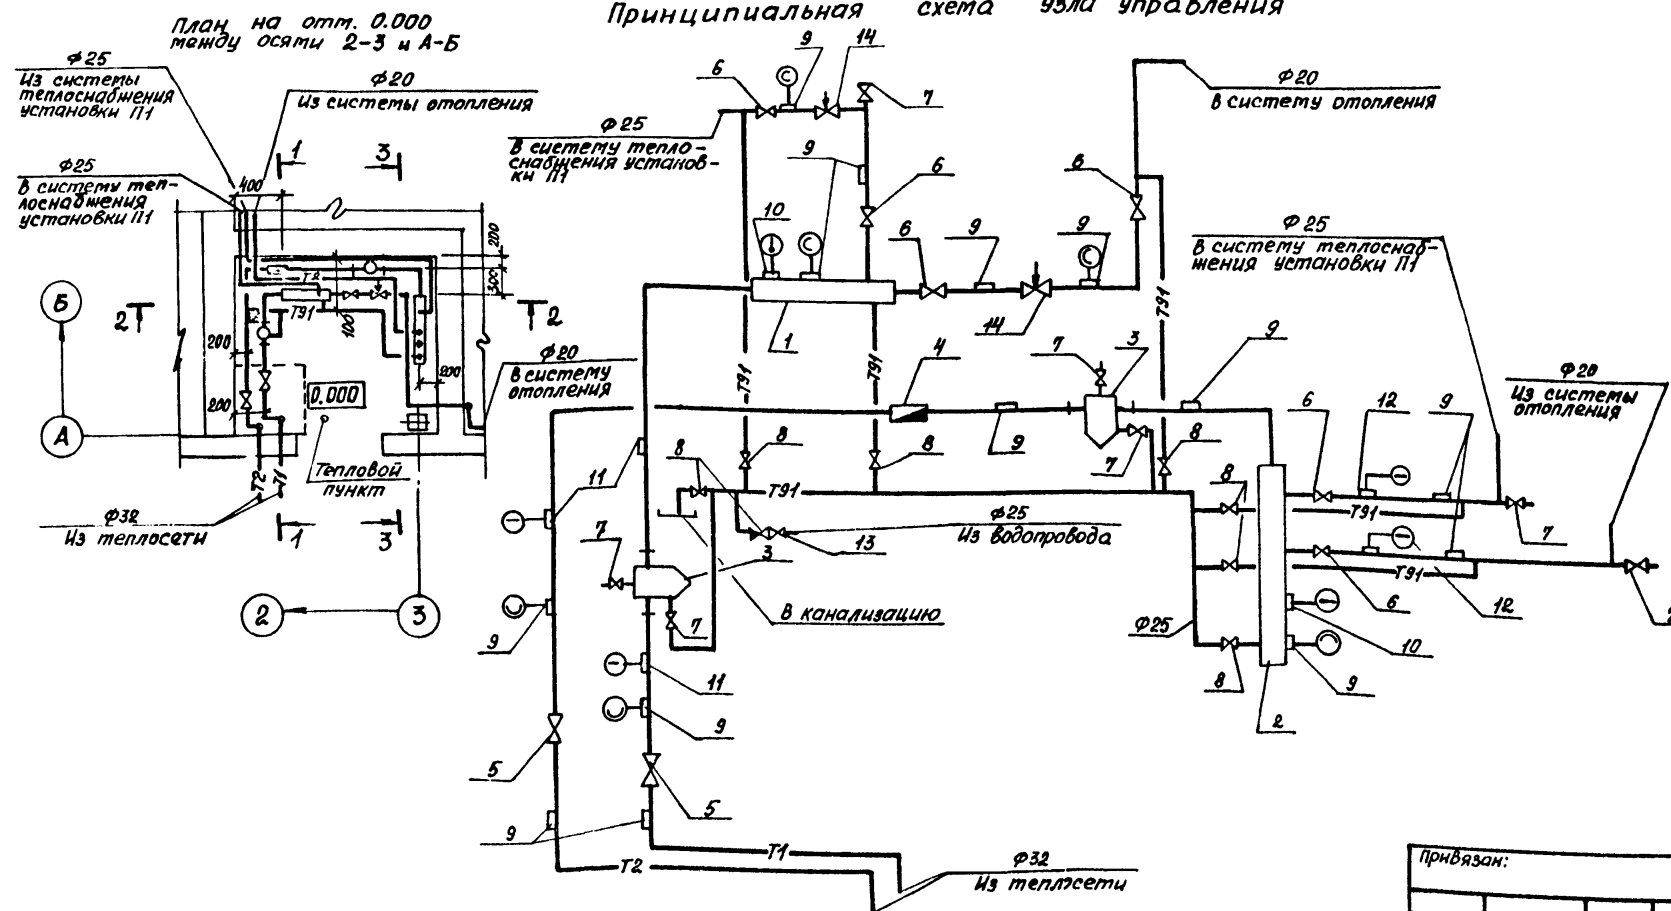 План на отм. 0.000
между осями 2-3 и А-Б
Принципиальная схема узла управления
ф25
Из системы
теплоснабжения
установки П1
ф20
Из системы отопления
ф25
В систему теп-
лоснабжения
установки П1
1
3
400
200
300
Т2
Т91
100
Б
2
2
200
200
200
0.000
А
ф20
В систему
отопления
Тепловой
пункт
Т2
Т1
ф32
Из теплосети
1
3
2
3
6
9
14
7
ф25
В систему тепло-
снабжения установ-
ки П1
9
6
ф20
В систему отопления
8
10
6
9
9
14
1
ф25
В систему теплоснаб-
жения установки П1
Т91
Т91
Т91
4
7
3
9
9
7
8
8
8
8
11
Т91
ф25
Из водопровода
13
7
3
В канализацию
7
9
11
9
5
5
9
Т1
Т2
ф32
Из теплосети
ф20
Из системы
отопления
6
12
9
8
Т91
7
Т91
6
12
ф25
10
8
9
2
Привязан: